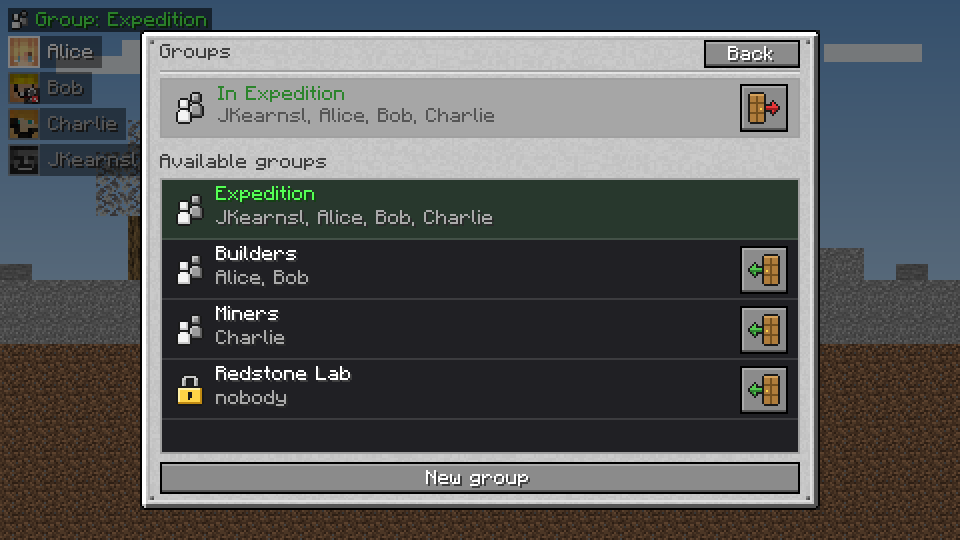 Group: Expedition
Alice
Bob
Charlie
JKearnsl
Groups
Back
In Expedition
JKearnsl, Alice, Bob, Charlie
Available groups
Expedition
JKearnsl, Alice, Bob, Charlie
Builders
Alice, Bob
Miners
Charlie
Redstone Lab
nobody
New group